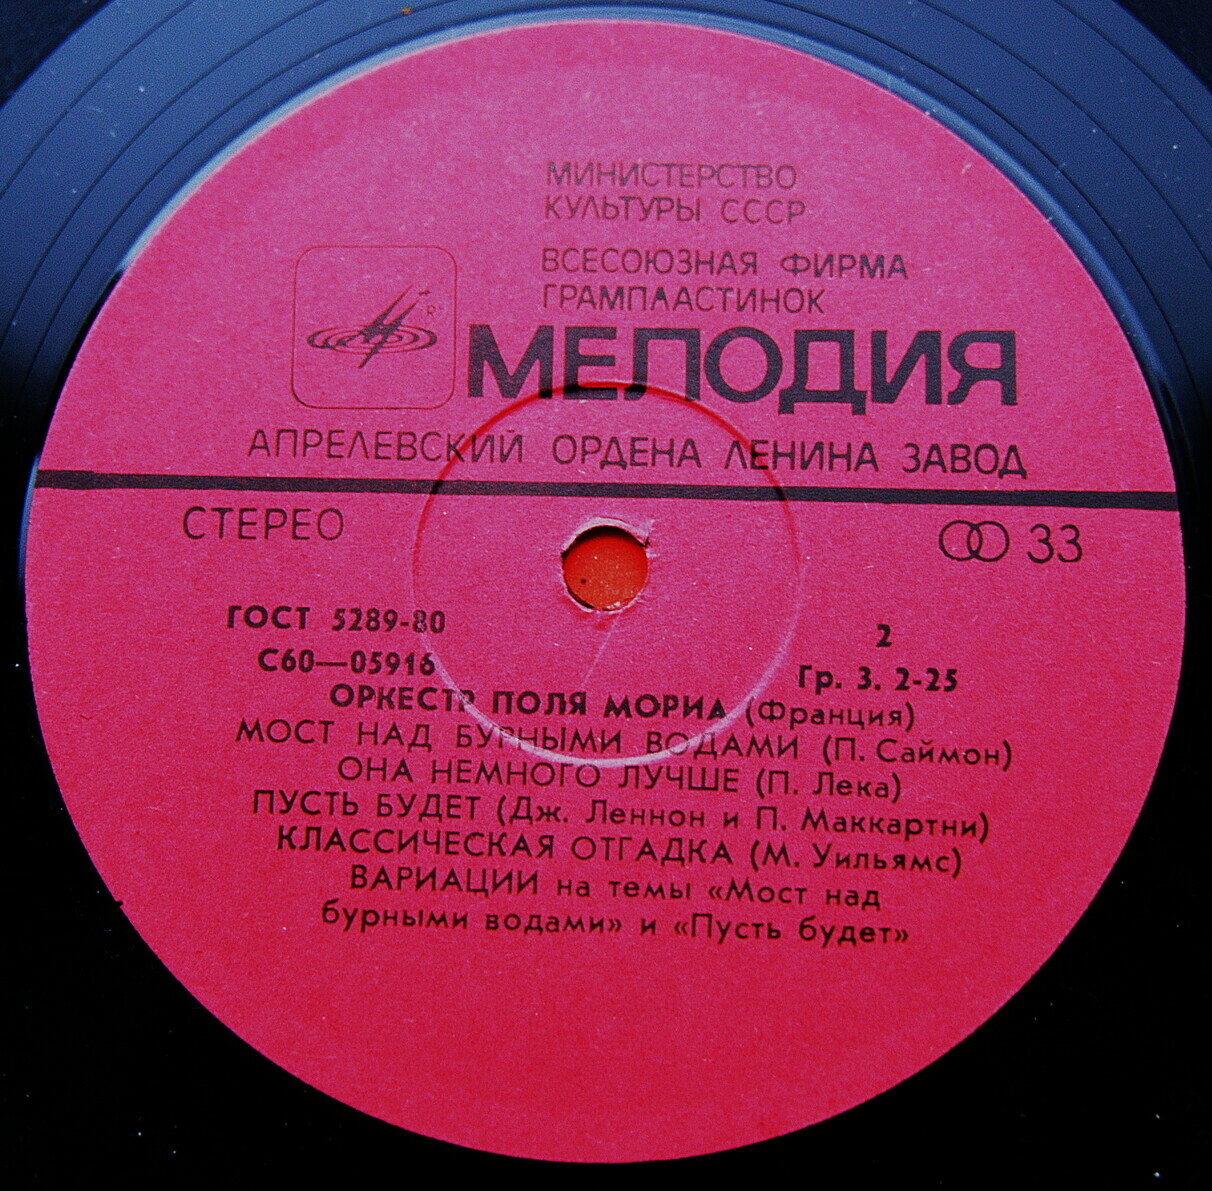 МИНИСТЕРСТВО
КУЛЬТУРЫ СССР
ВСЕСОЮЗНАЯ ФИРМА
ГРАМПЛАСТИНОК
МЕЛОДИЯ
АПРЕЛЕВСКИЙ ОРДЕНА ЛЕНИНА ЗАВОД
СТЕРЕО
33
ГОСТ 5289-80
2
С60—05916
Гр. 3. 2-25
ОРКЕСТР ПОЛЯ МОРИА (Франция)
МОСТ НАД БУРНЫМИ ВОДАМИ (П. Саймон)
ОНА НЕМНОГО ЛУЧШЕ (П. Лека)
ПУСТЬ БУДЕТ (Дж. Леннон и П. Маккартни)
КЛАССИЧЕСКАЯ ОТГАДКА (М. Уильямс)
ВАРИАЦИИ на темы «Мост над
бурными водами» и «Пусть будет»